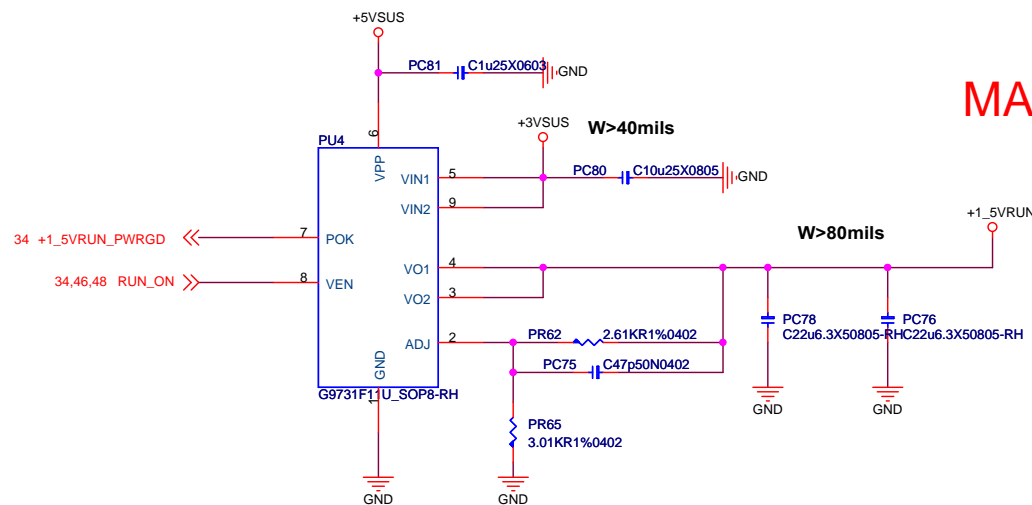 +5VSUS
PC81 C1u25X0603
GND
MA
+3VSUS
W>40mils
PU4
6
VPP
VIN1 5
PC80 C10u25X0805
GND
VIN2 9
+1_5VRUN
W>80mils
34 +1_5VRUN_PWRGD
7 POK
VO1 4
34,46,48 RUN_ON
8 VEN
VO2 3
PC78
C22u6.3X50805-RH
PC76
C22u6.3X50805-RH
ADJ 2
PR62 2.61KR1%0402
PC75 C47p50N0402
GND
1
G9731F11U_SOP8-RH
GND
GND
PR65
3.01KR1%0402
GND
GND